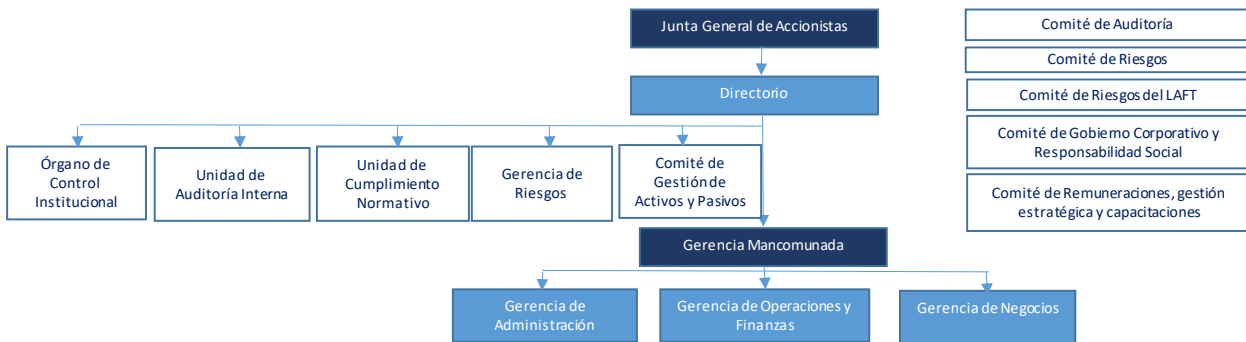 Junta General de Accionistas
Directorio
Órgano de
Control
Institucional
Unidad de
Auditoría Interna
Unidad de
Cumplimiento
Normativo
Gerencia de
Riesgos
Comité de
Gestión de
Activos y Pasivos
Gerencia Mancomunada
Gerencia de
Administración
Gerencia de Operaciones y
Finanzas
Gerencia de Negocios
Comité de Auditoría
Comité de Riesgos
Comité de Riesgos del LAFT
Comité de Gobierno Corporativo y
Responsabilidad Social
Comité de Remuneraciones, gestión
estratégica y capacitaciones